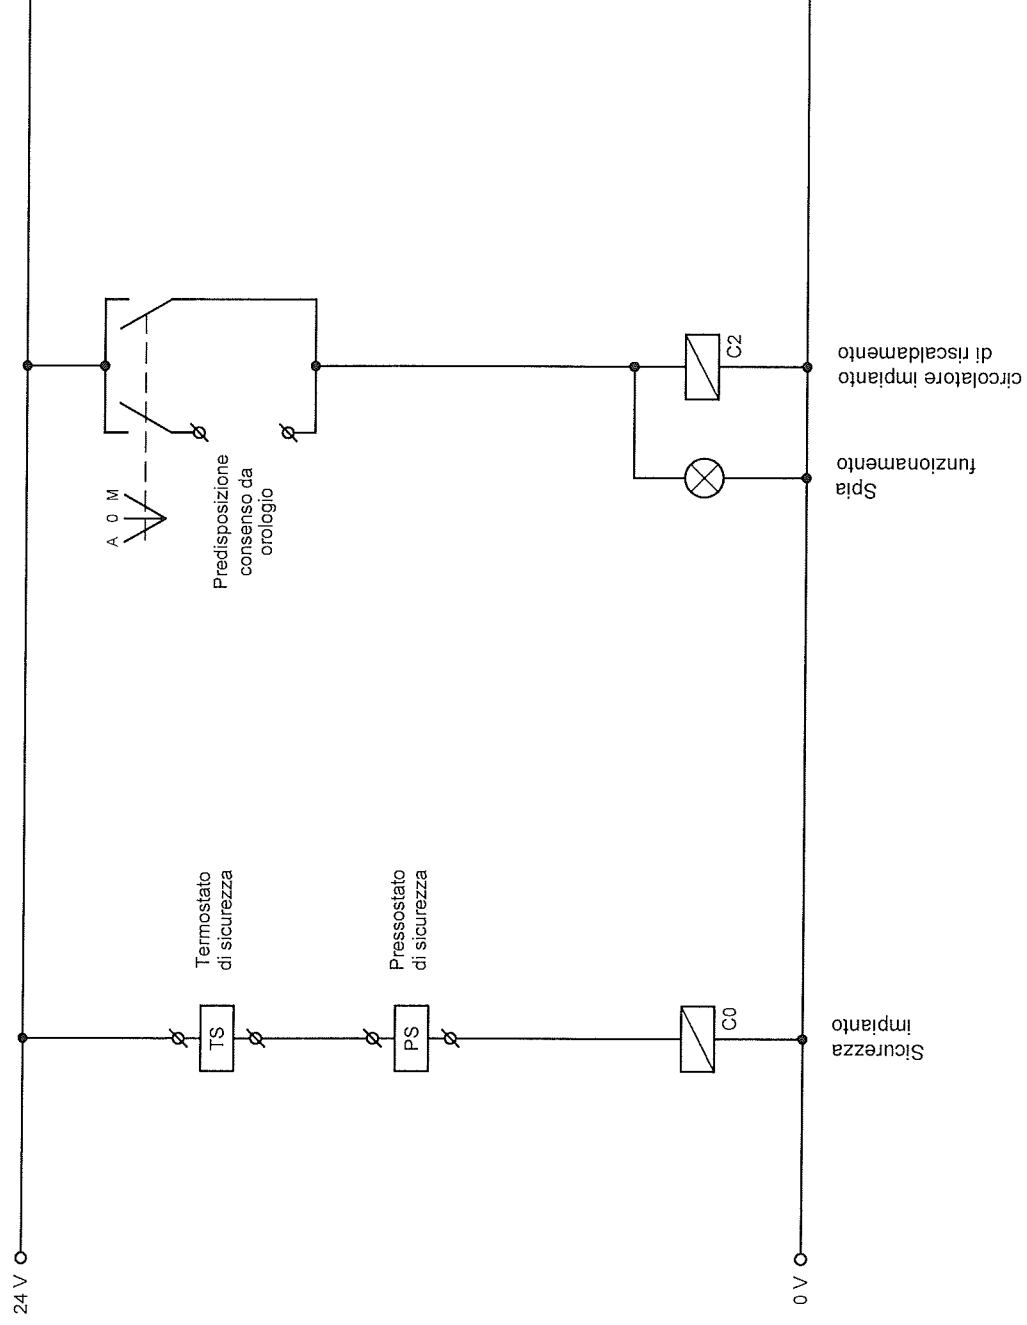 24 V
0 V
TS
Termostato
di sicurezza
PS
Pressostato
di sicurezza
C0
Sicurezza
impianto
A 0 M
Predisposizione
consenso da
orologio
Spia
funzionamento
C2
circolatore impianto
di riscaldamento